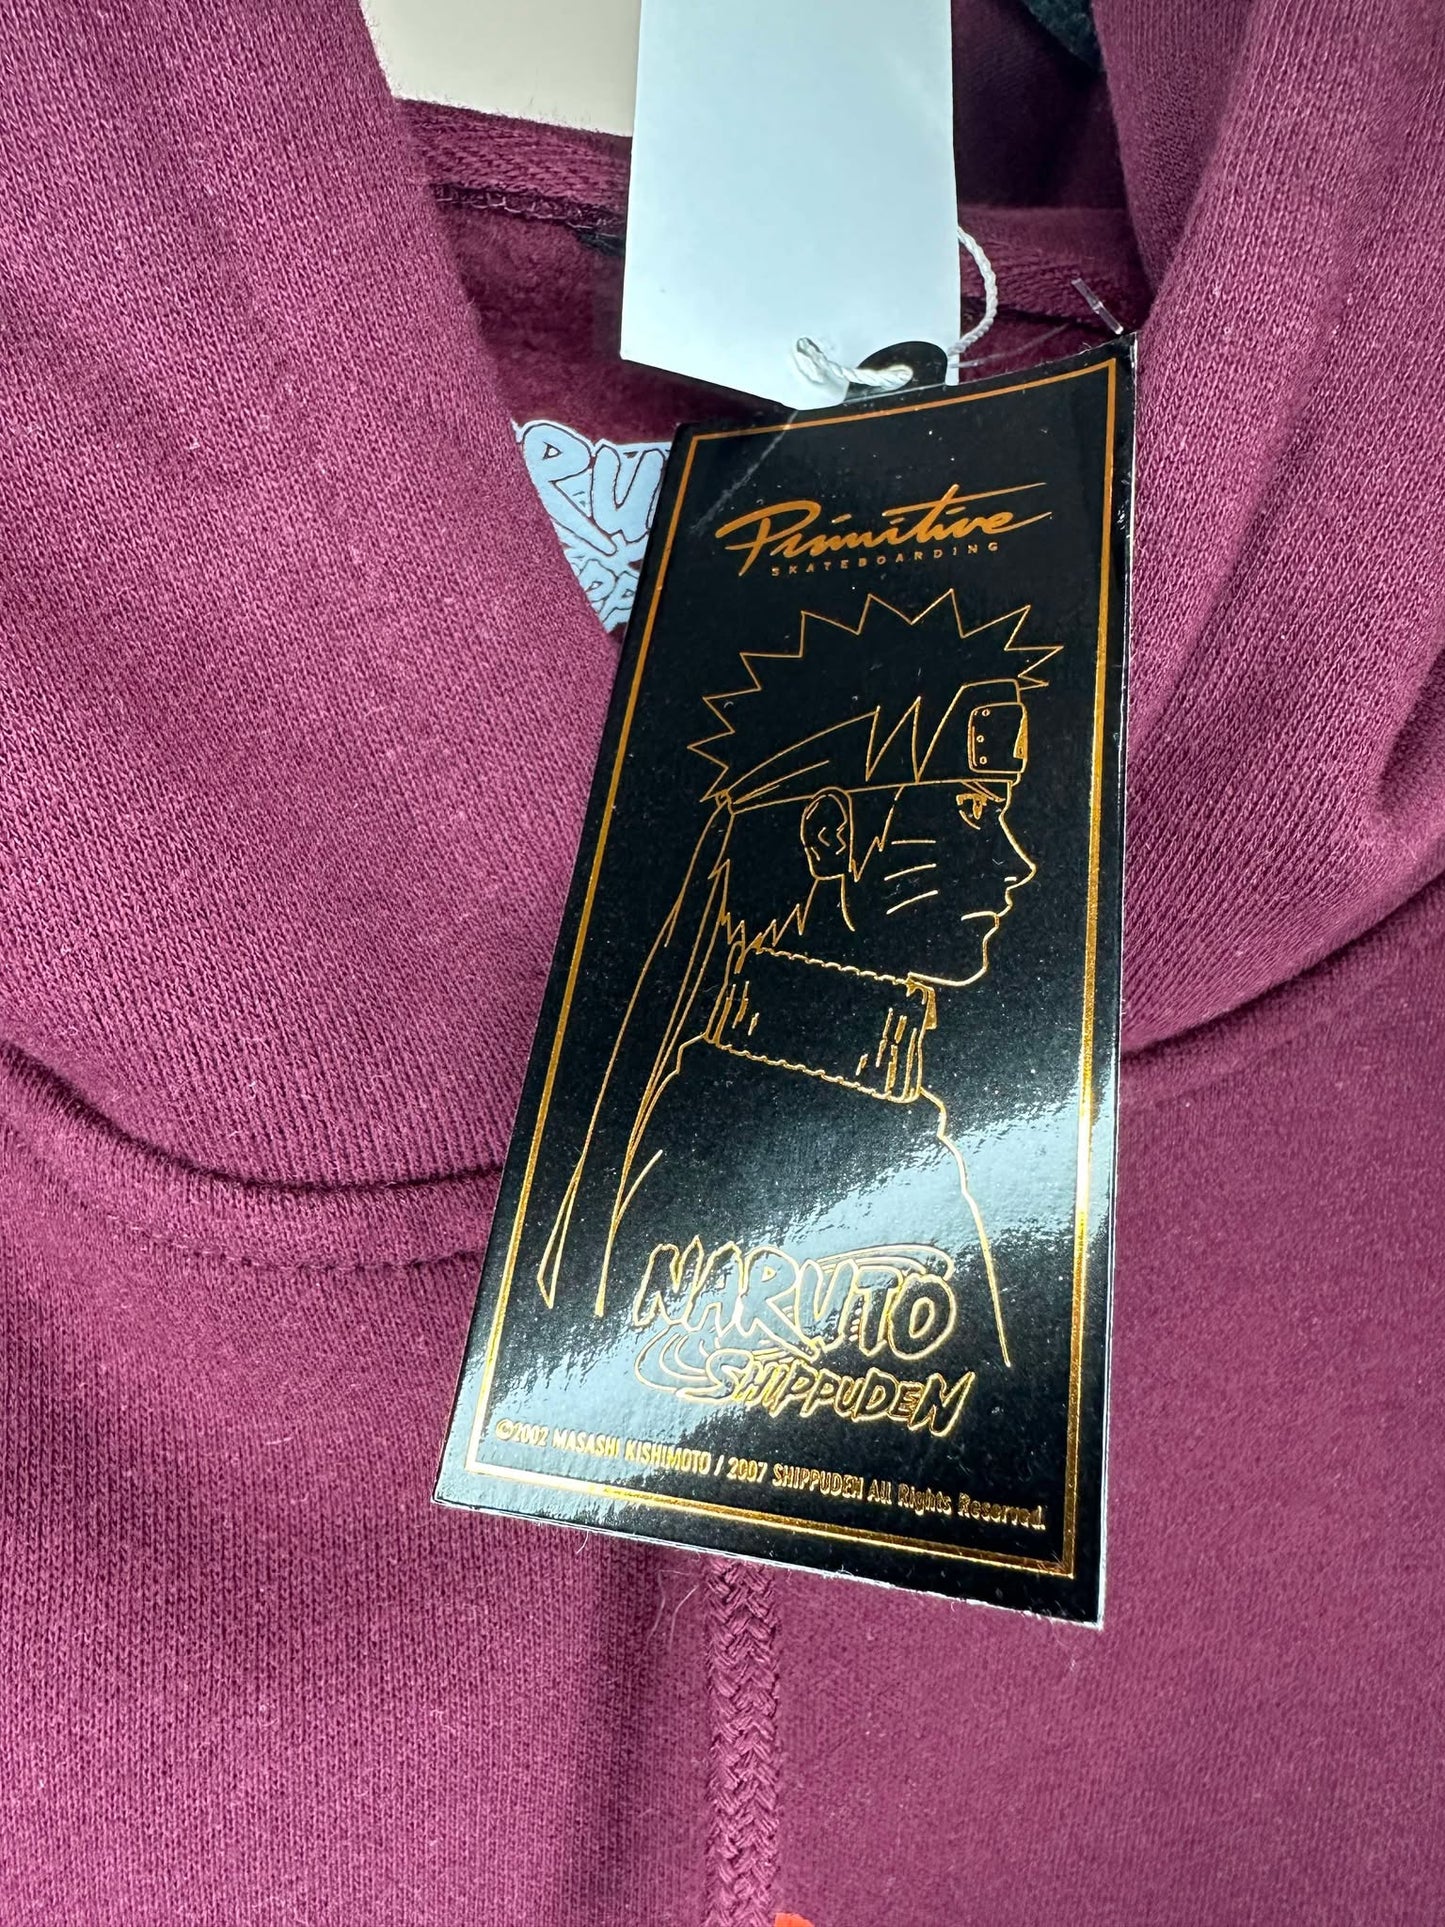 Primitive
SKATEBOARDING
NARUTO
SHIPPUDEN
©2002 MASASHI KISHIMOTO / 2007 SHIPPUDEN All Rights Reserved.